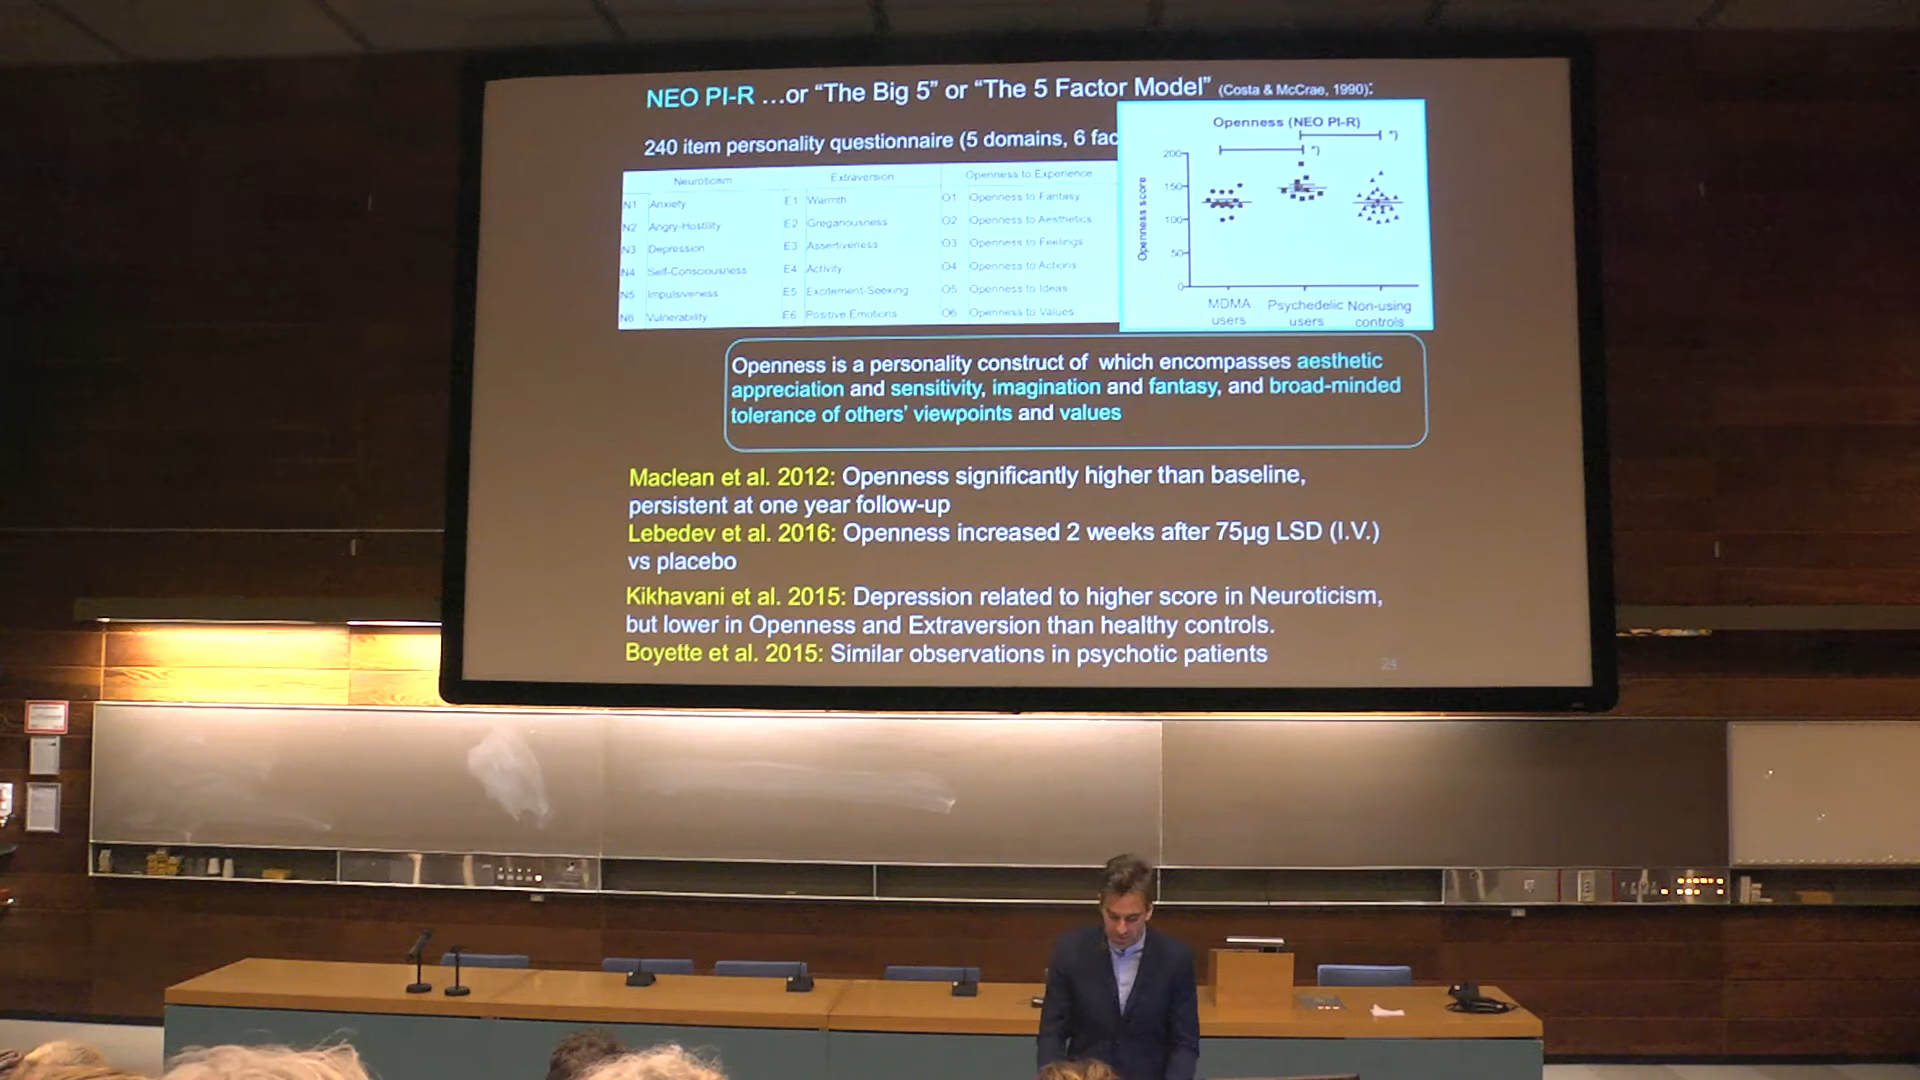 NEO PI-R ...or “The Big 5” or “The 5 Factor Model” (Costa & McCrae, 1990):
240 item personality questionnaire (5 domains, 6 fac
Neuroticism Extraversion Openness to Experience
N1 Anxiety E1 Warmth O1 Openness to Fantasy
N2 Angry-Hostility E2 Gregariousness O2 Openness to Aesthetics
N3 Depression E3 Assertiveness O3 Openness to Feelings
N4 Self-Consciousness E4 Activity O4 Openness to Actions
N5 Impulsiveness E5 Excitement-Seeking O5 Openness to Ideas
N6 Vulnerability E6 Positive Emotions O6 Openness to Values
Openness (NEO PI-R)
*)
*)
Openness score
200
150
100
50
0
MDMA users
Psychedelic users
Non-using controls
Openness is a personality construct of which encompasses aesthetic
appreciation and sensitivity, imagination and fantasy, and broad-minded
tolerance of others’ viewpoints and values
Maclean et al. 2012: Openness significantly higher than baseline,
persistent at one year follow-up
Lebedev et al. 2016: Openness increased 2 weeks after 75µg LSD (I.V.)
vs placebo
Kikhavani et al. 2015: Depression related to higher score in Neuroticism,
but lower in Openness and Extraversion than healthy controls.
Boyette et al. 2015: Similar observations in psychotic patients
24